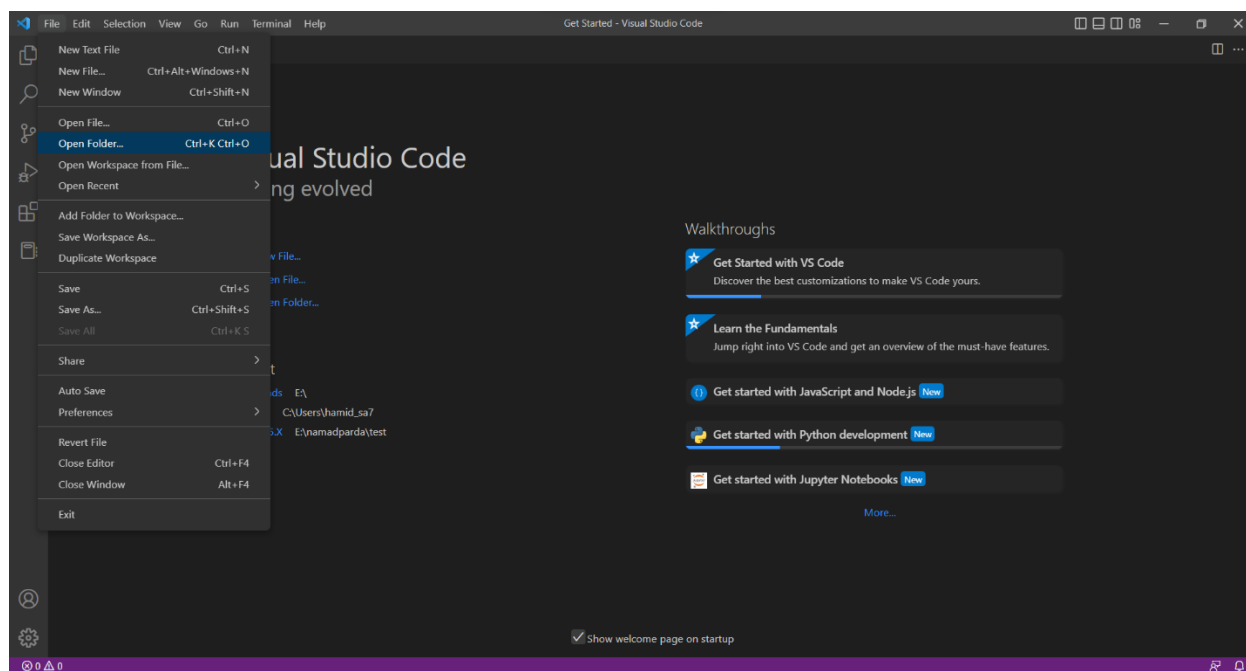 File Edit Selection View Go Run Terminal Help
Get Started - Visual Studio Code
New Text File Ctrl+N
New File... Ctrl+Alt+Windows+N
New Window Ctrl+Shift+N
Open File... Ctrl+O
Open Folder... Ctrl+K Ctrl+O
Open Workspace from File...
Open Recent
Add Folder to Workspace...
Save Workspace As...
Duplicate Workspace
Save Ctrl+S
Save As... Ctrl+Shift+S
Save All Ctrl+K S
Share
Auto Save
Preferences
Revert File
Close Editor Ctrl+F4
Close Window Alt+F4
Exit
ual Studio Code
ng evolved
w File...
en File...
en Folder...
t
ds E:\
C:\Users\hamid_sa7
.X E:\namadparda\test
Walkthroughs
Get Started with VS Code
Discover the best customizations to make VS Code yours.
Learn the Fundamentals
Jump right into VS Code and get an overview of the must-have features.
Get started with JavaScript and Node.js New
Get started with Python development New
Get started with Jupyter Notebooks New
More...
Show welcome page on startup
0 0